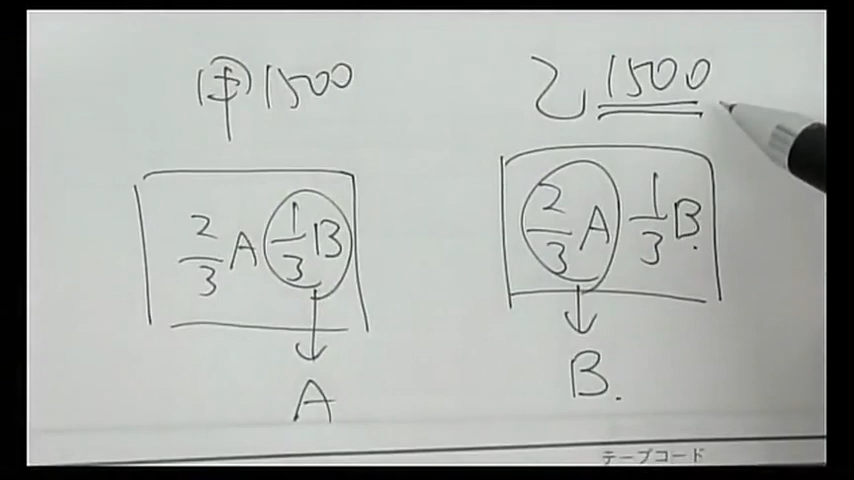 甲 1500
乙 1500
2/3 A 1/3 B
2/3 A 1/3 B.
A
B.
テープコード